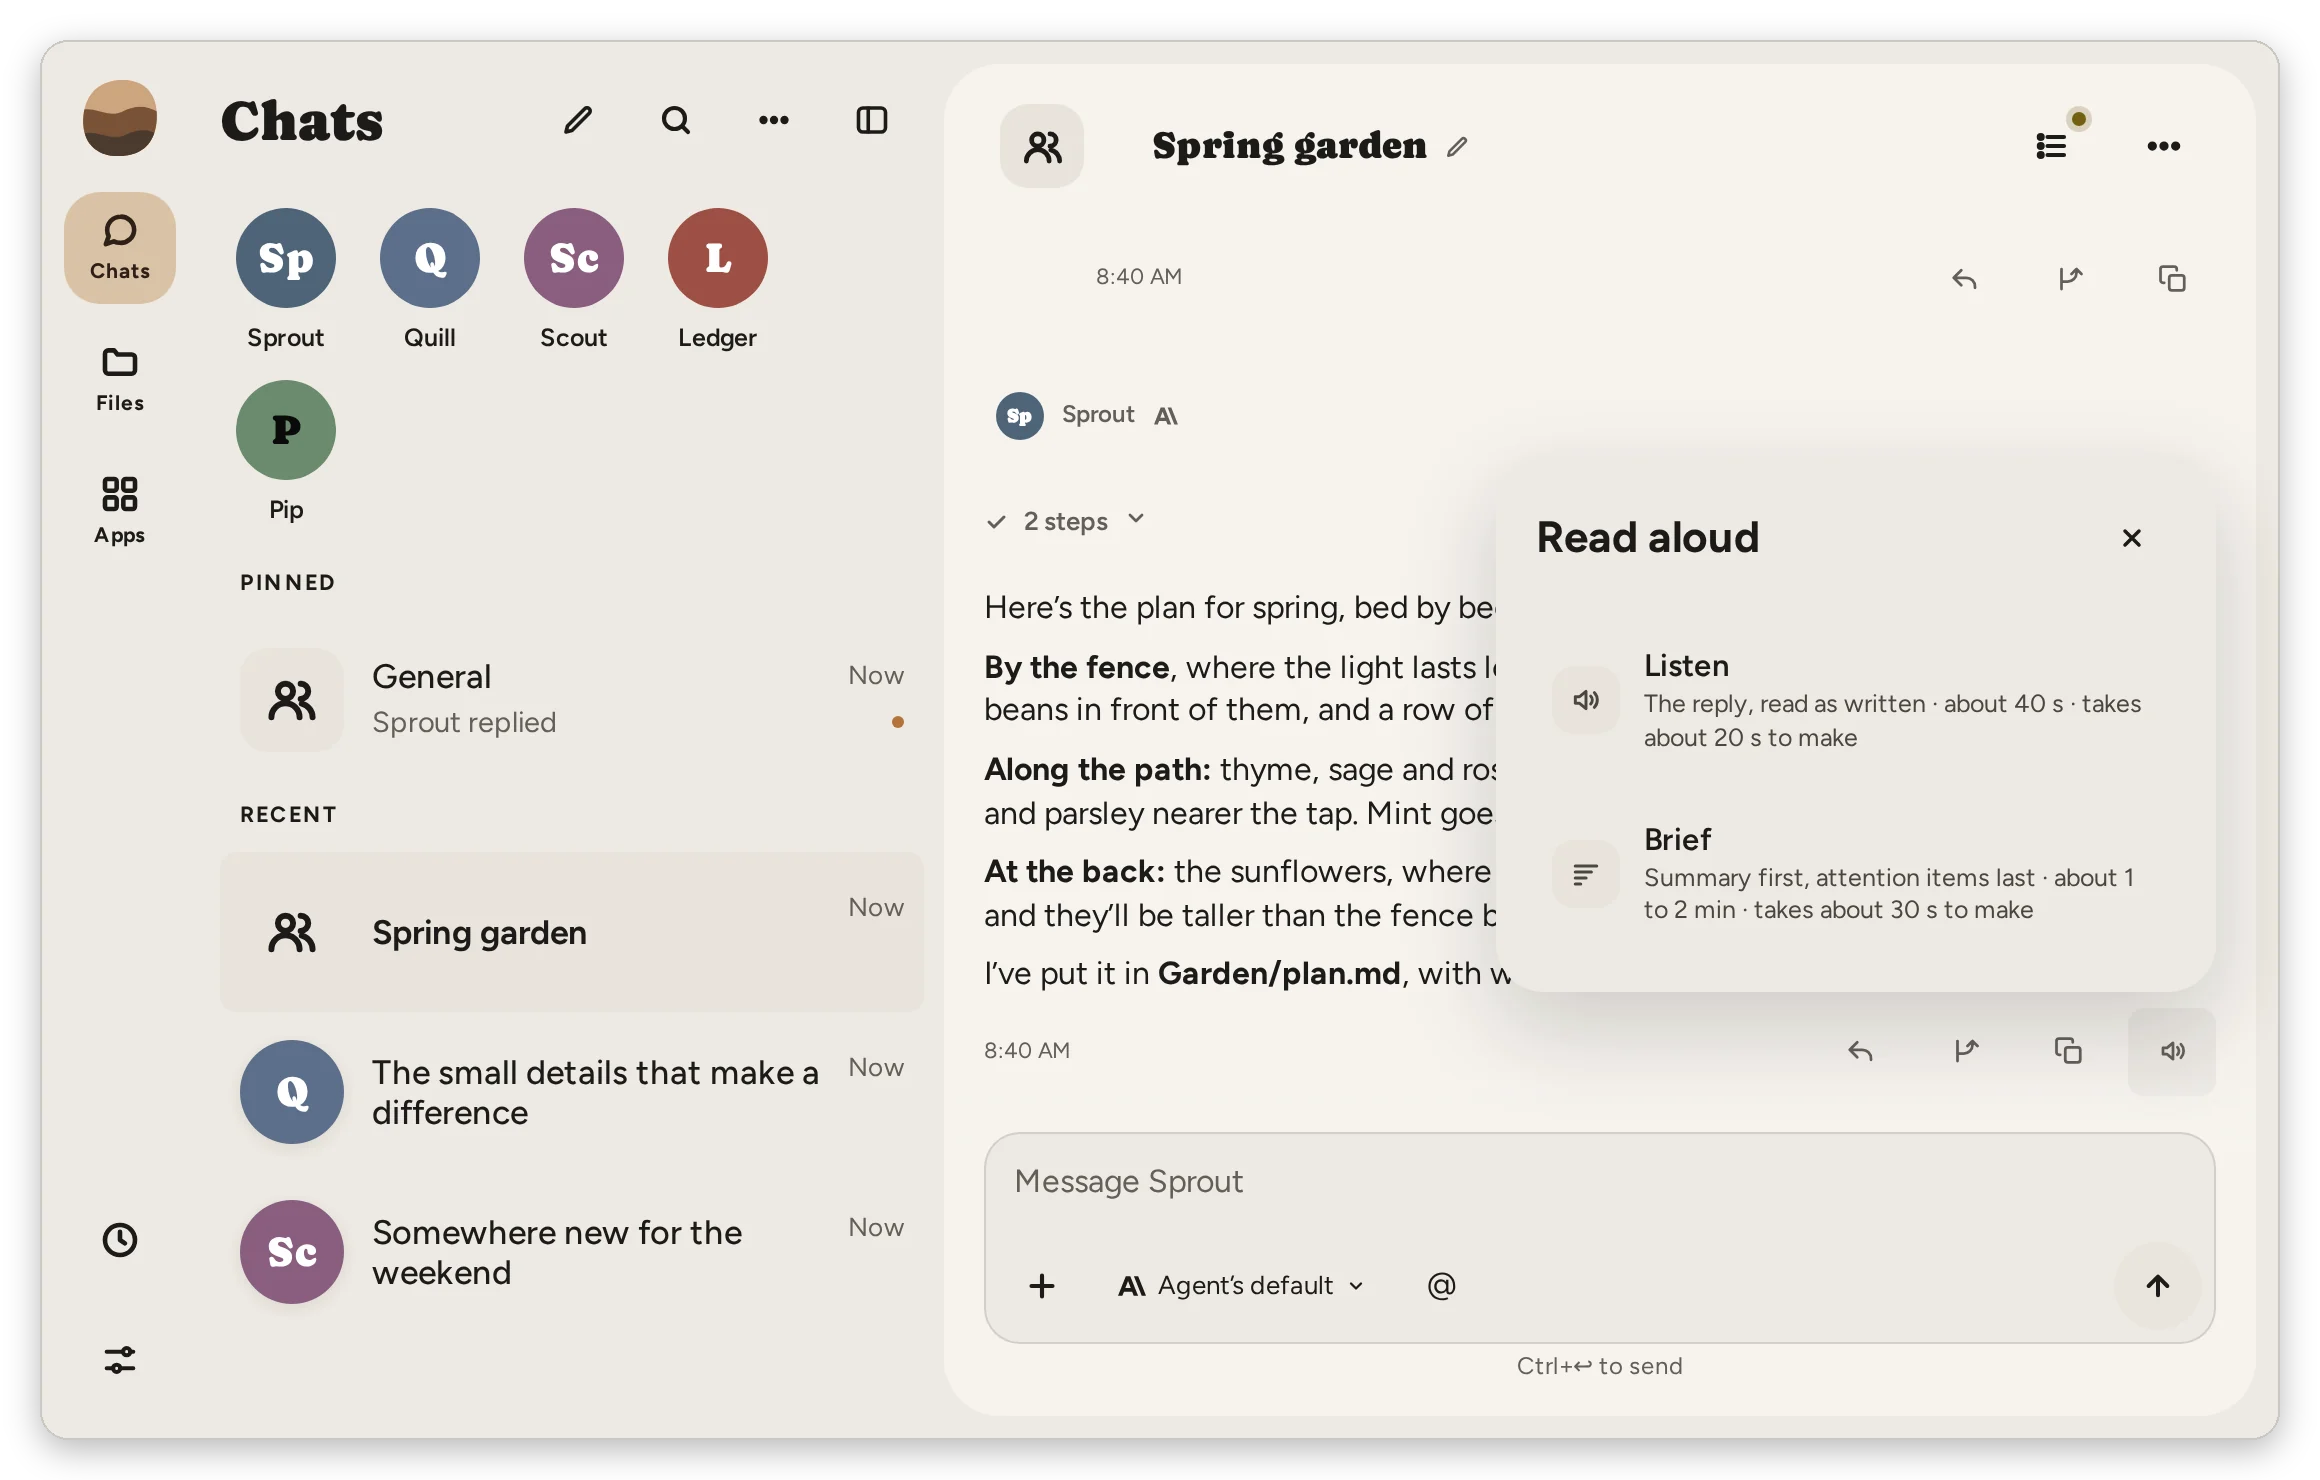 Chats
Chats
Files
Apps
Sp
Q
Sc
L
Sprout
Quill
Scout
Ledger
P
Pip
PINNED
General
Now
Sprout replied
RECENT
Now
Spring garden
Q
The small details that make a
Now
difference
Sc
Somewhere new for the
Now
weekend
Spring garden
8:40 AM
Sp
Sprout
2 steps
Here’s the plan for spring, bed by
By the fence, where the light lasts
beans in front of them, and a row of
Along the path: thyme, sage and
and parsley nearer the tap. Mint
At the back: the sunflowers, where
and they’ll be taller than the fence
I’ve put it in Garden/plan.md, with
8:40 AM
Read aloud
Listen
The reply, read as written · about 40 s · takes
about 20 s to make
Brief
Summary first, attention items last · about 1
to 2 min · takes about 30 s to make
Message Sprout
Agent’s default
@
Ctrl+↩ to send